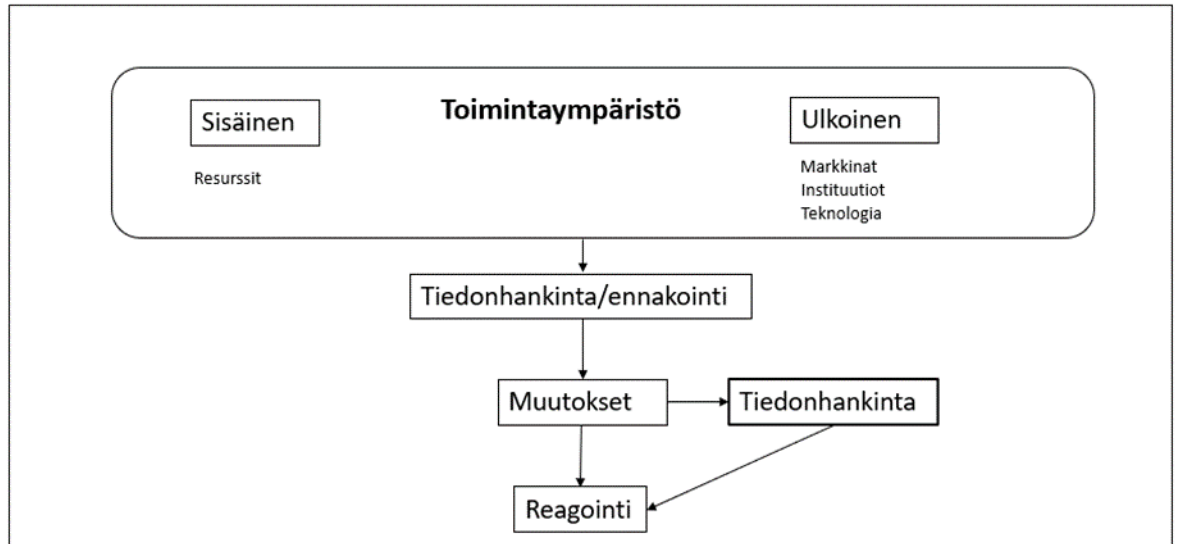 Toimintaympäristö
Sisäinen
Resurssit
Ulkoinen
Markkinat
Instituutiot
Teknologia
Tiedonhankinta/ennakointi
Muutokset
Tiedonhankinta
Reagointi